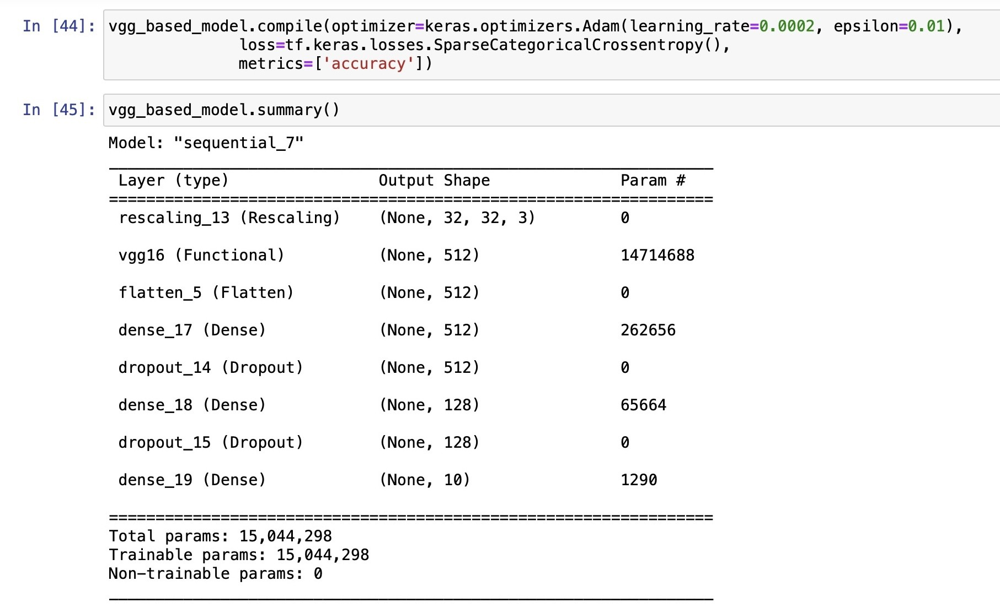 In [44]: vgg_based_model.compile(optimizer=keras.optimizers.Adam(learning_rate=0.0002, epsilon=0.01),
loss=tf.keras.losses.SparseCategoricalCrossentropy(),
metrics=['accuracy'])
In [45]: vgg_based_model.summary()
Model: "sequential_7"
Layer (type) Output Shape Param #
=================================================================
rescaling_13 (Rescaling) (None, 32, 32, 3) 0
vgg16 (Functional) (None, 512) 14714688
flatten_5 (Flatten) (None, 512) 0
dense_17 (Dense) (None, 512) 262656
dropout_14 (Dropout) (None, 512) 0
dense_18 (Dense) (None, 128) 65664
dropout_15 (Dropout) (None, 128) 0
dense_19 (Dense) (None, 10) 1290
=================================================================
Total params: 15,044,298
Trainable params: 15,044,298
Non-trainable params: 0